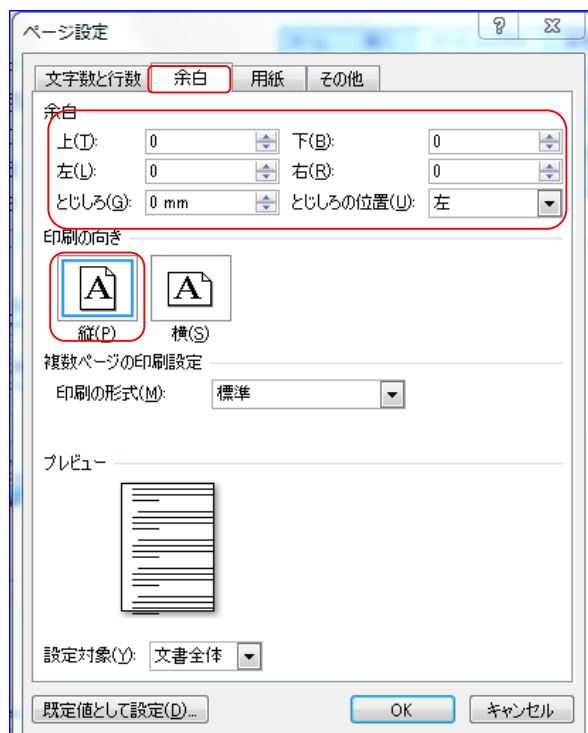 ページ設定
文字数と行数 余白 用紙 その他
余白
上(T): 0 下(B): 0
左(L): 0 右(R): 0
とじしろ(G): 0 mm とじしろの位置(U): 左
印刷の向き
A A
縦(P) 横(S)
複数ページの印刷設定
印刷の形式(M): 標準
プレビュー
設定対象(Y): 文書全体
既定値として設定(D)... OK キャンセル